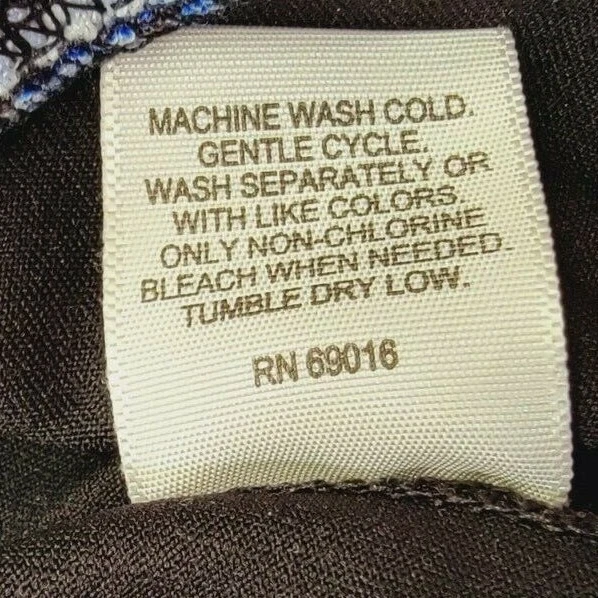 MACHINE WASH COLD.
GENTLE CYCLE.
WASH SEPARATELY OR
WITH LIKE COLORS.
ONLY NON-CHLORINE
BLEACH WHEN NEEDED.
TUMBLE DRY LOW.
RN 69016